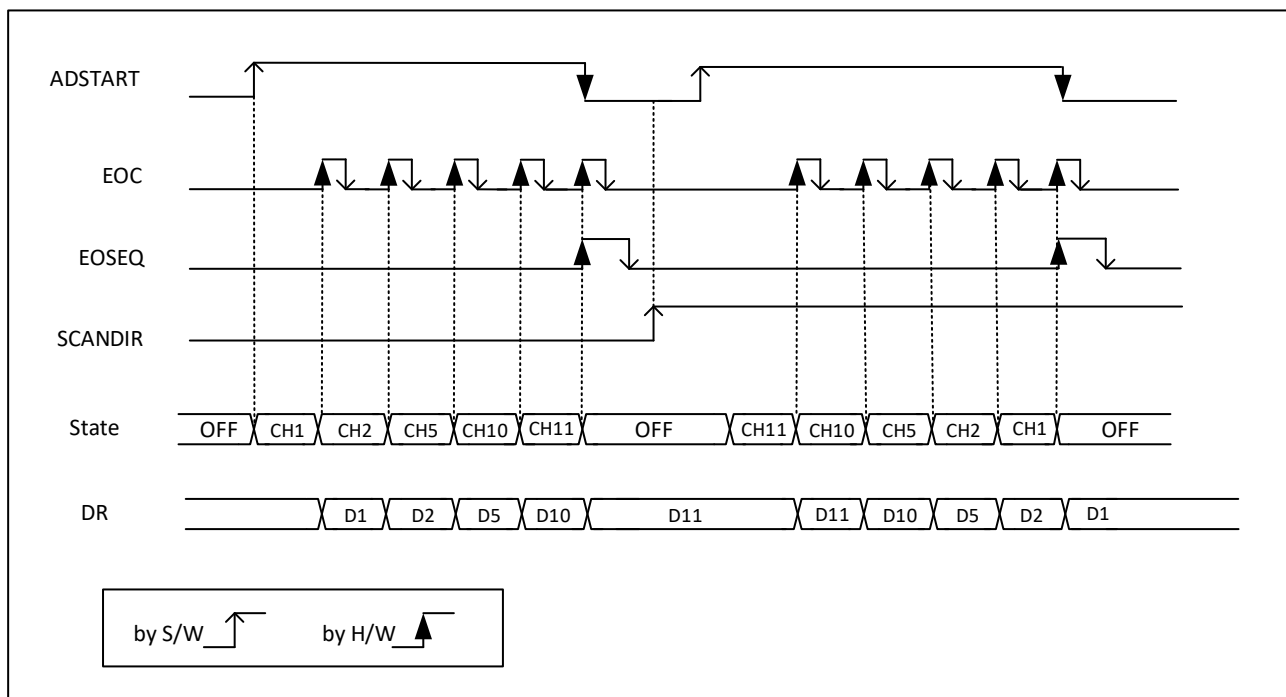 ADSTART
EOC
EOSEQ
SCANDIR
State OFF CH1 CH2 CH5 CH10 CH11 OFF CH11 CH10 CH5 CH2 CH1 OFF
DR D1 D2 D5 D10 D11 D11 D10 D5 D2 D1
by S/W by H/W